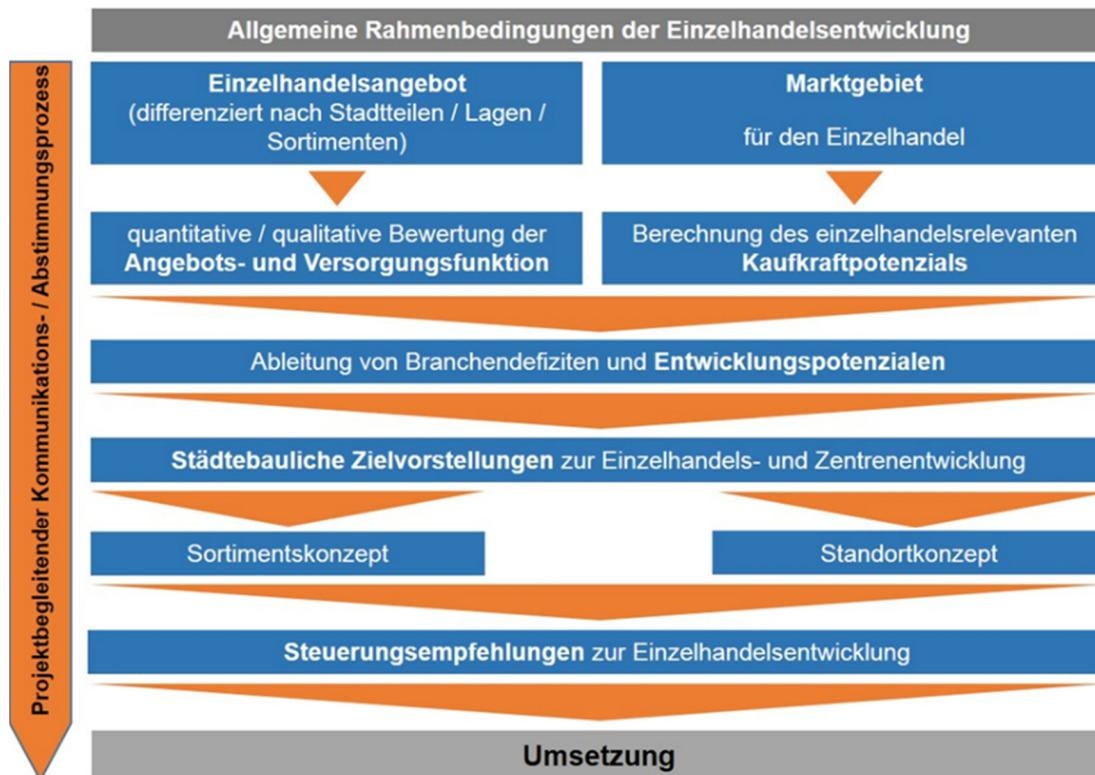 Allgemeine Rahmenbedingungen der Einzelhandelsentwicklung
Projektbegleitender Kommunikations- / Abstimmungsprozess
Einzelhandelsangebot
(differenziert nach Stadtteilen / Lagen /
Sortimenten)
Marktgebiet
für den Einzelhandel
quantitative / qualitative Bewertung der
Angebots- und Versorgungsfunktion
Berechnung des einzelhandelsrelevanten
Kaufkraftpotenzials
Ableitung von Branchendefiziten und Entwicklungspotenzialen
Städtebauliche Zielvorstellungen zur Einzelhandels- und Zentrenentwicklung
Sortimentskonzept
Standortkonzept
Steuerungsempfehlungen zur Einzelhandelsentwicklung
Umsetzung